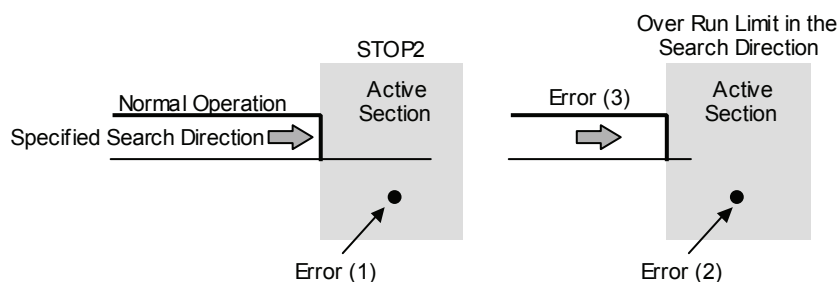 STOP2
Over Run Limit in the
Search Direction
Normal Operation
Active
Section
Error (3)
Active
Section
Specified Search Direction
Error (1)
Error (2)